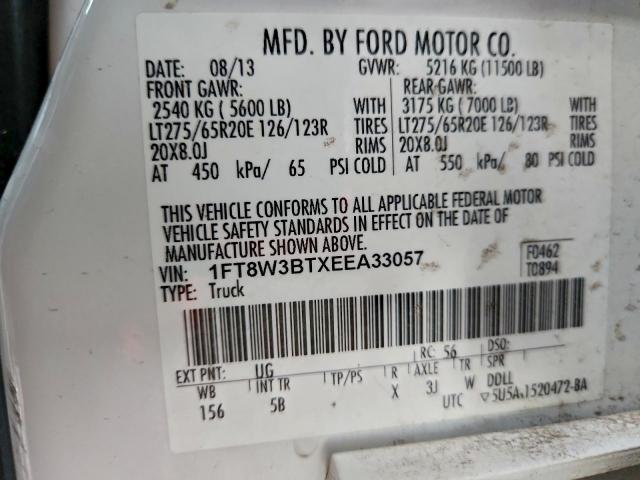 MFD. BY FORD MOTOR CO.
DATE: 08/13 GVWR: 5216 KG (11500 LB)
FRONT GAWR: REAR GAWR:
2540 KG ( 5600 LB) WITH 3175 KG ( 7000 LB) WITH
LT275/65R20E 126/123R TIRES LT275/65R20E 126/123R TIRES
20X8.0J RIMS 20X8.0J RIMS
AT 450 kPa/ 65 PSI COLD AT 550 kPa/ 80 PSI COLD
THIS VEHICLE CONFORMS TO ALL APPLICABLE FEDERAL MOTOR
VEHICLE SAFETY STANDARDS IN EFFECT ON THE DATE OF
MANUFACTURE SHOWN ABOVE.
VIN: 1FT8W3BTXEEA33057 F0462
TYPE: Truck T0894
EXT PNT: UG RC: 56 DSO:
WB INT TR TP/PS R AXLE TR SPR
156 5B X 3J W DDLL
UTC ▽5U5A-1520472-BA